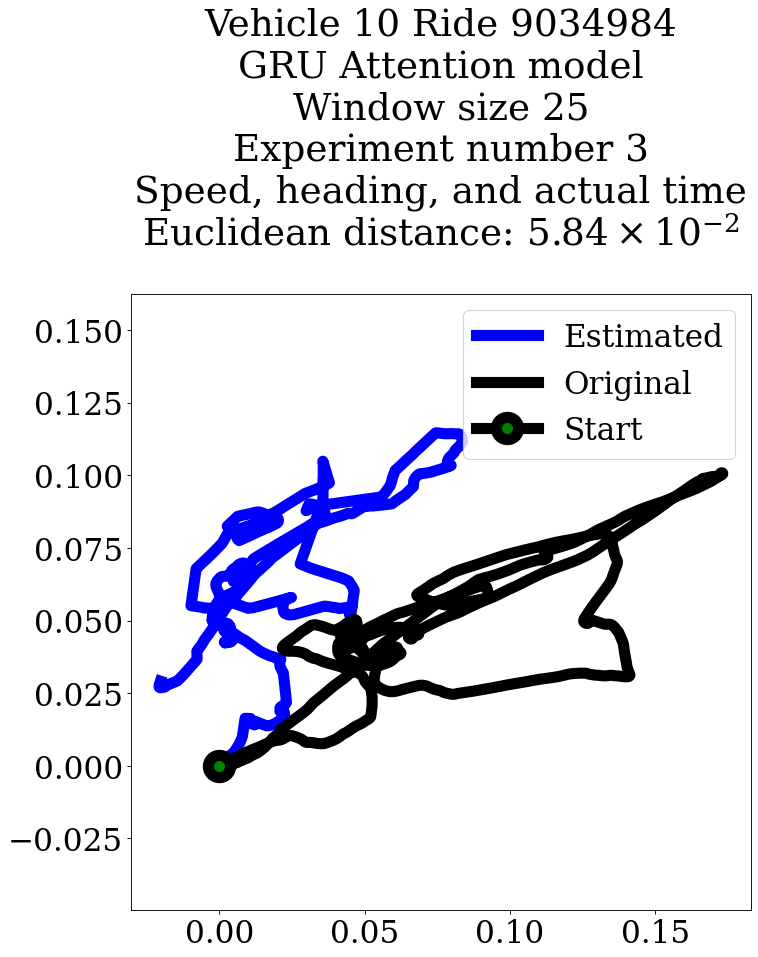 Vehicle 10 Ride 9034984
GRU Attention model
Window size 25
Experiment number 3
Speed, heading, and actual time
Euclidean distance: 5.84 × 10⁻²
Estimated
Original
Start
0.150
0.125
0.100
0.075
0.050
0.025
0.000
−0.025
0.00 0.05 0.10 0.15